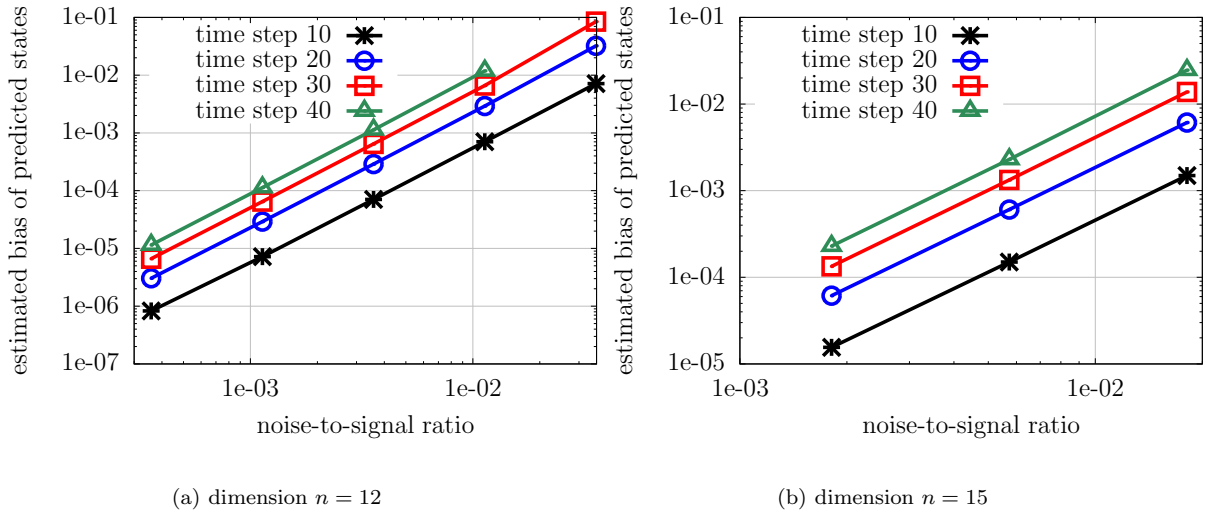 estimated bias of predicted states
1e-01
1e-02
1e-03
1e-04
1e-05
1e-06
1e-07
time step 10
time step 20
time step 30
time step 40
1e-03
1e-02
noise-to-signal ratio
(a) dimension n = 12
estimated bias of predicted states
1e-01
1e-02
1e-03
1e-04
1e-05
time step 10
time step 20
time step 30
time step 40
1e-03
1e-02
noise-to-signal ratio
(b) dimension n = 15